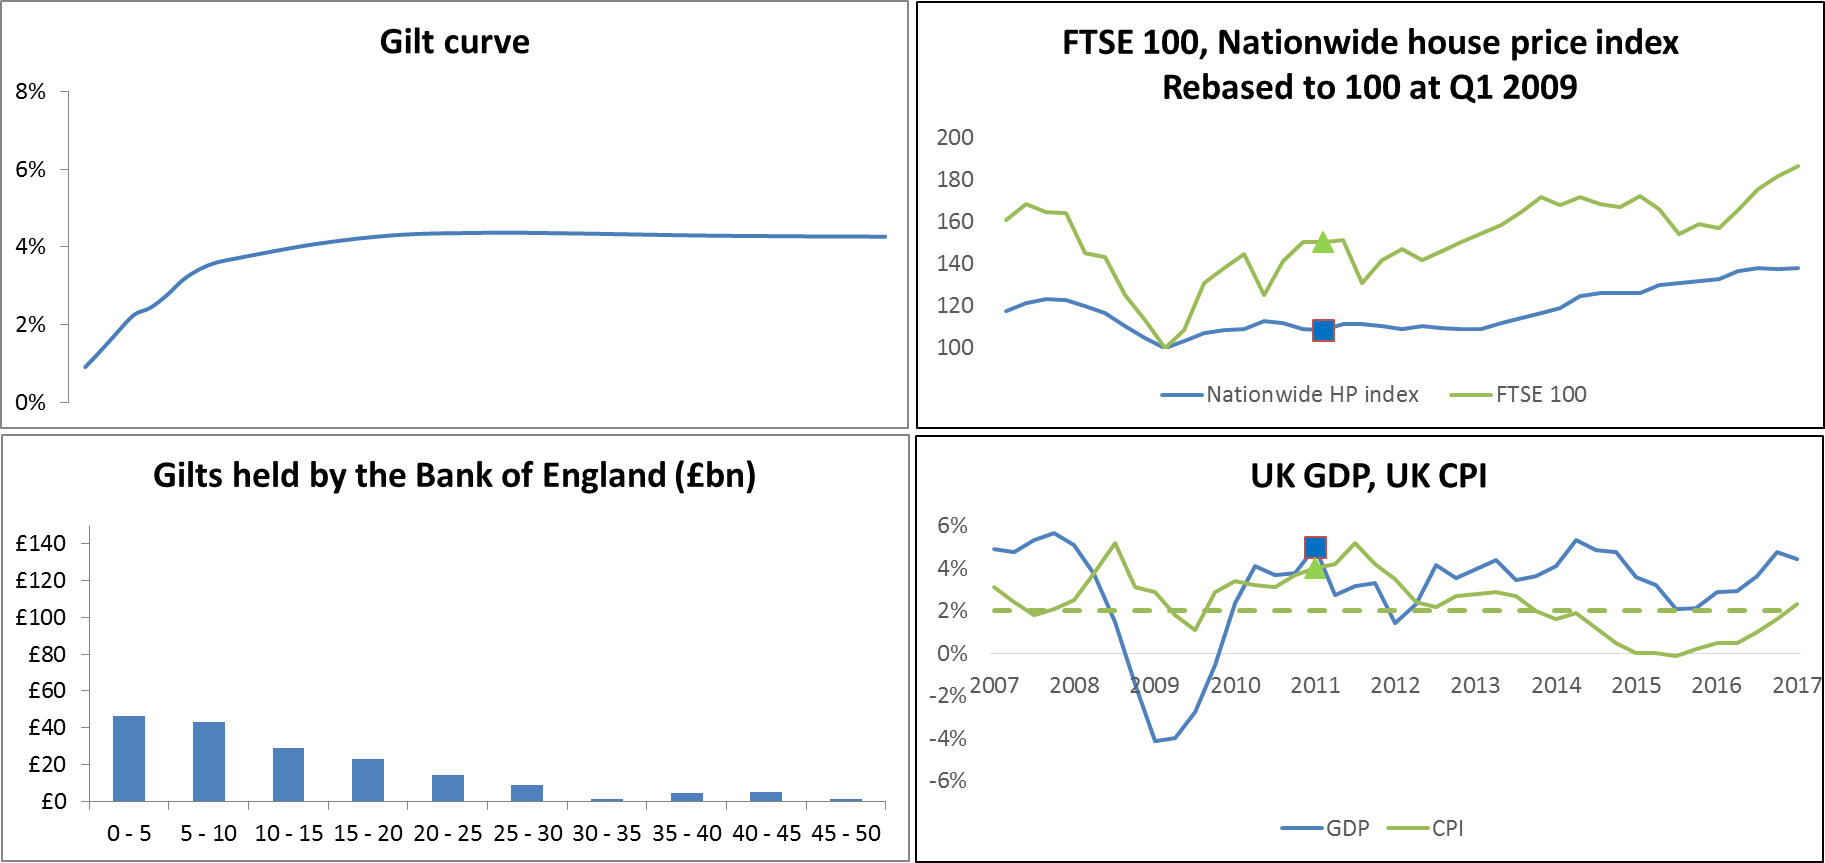 Gilt curve
8%
6%
4%
2%
0%
FTSE 100, Nationwide house price index
Rebased to 100 at Q1 2009
200
180
160
140
120
100
Nationwide HP index FTSE 100
Gilts held by the Bank of England (£bn)
£140
£120
£100
£80
£60
£40
£20
£0
0 - 5 5 - 10 10 - 15 15 - 20 20 - 25 25 - 30 30 - 35 35 - 40 40 - 45 45 - 50
UK GDP, UK CPI
6%
4%
2%
0%
2007 2008 2009 2010 2011 2012 2013 2014 2015 2016 2017
-2%
-4%
-6%
GDP CPI